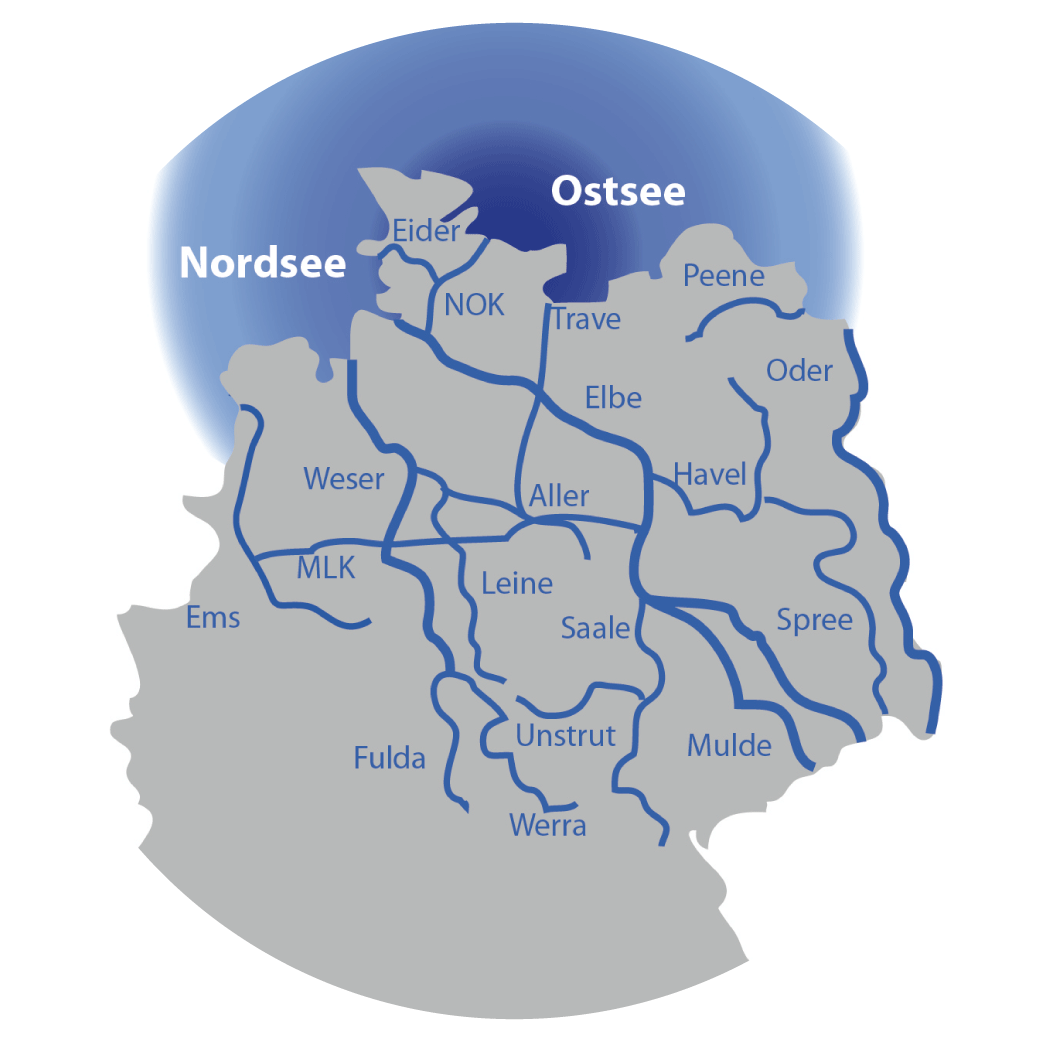 Ostsee
Eider
Nordsee
Peene
NOK
Trave
Oder
Elbe
Weser
Havel
Aller
MLK
Leine
Ems
Saale
Spree
Unstrut
Mulde
Fulda
Werra